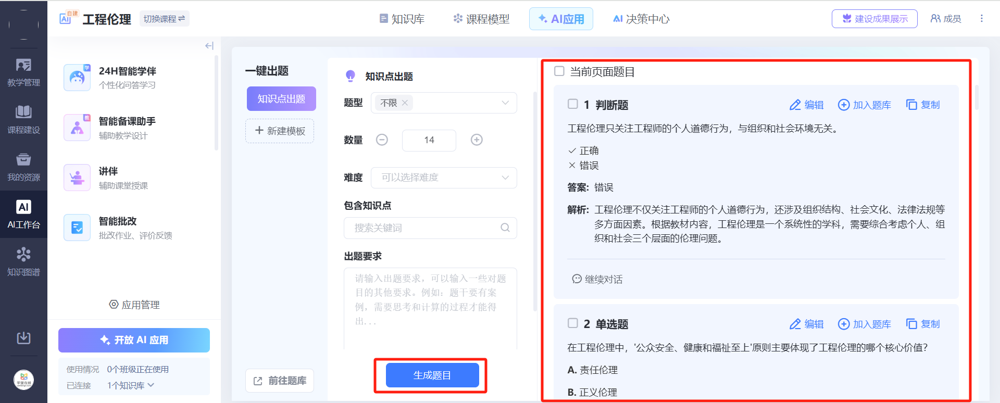 自建
AI
工程伦理
切换课程
知识库
课程模型
AI应用
AI 决策中心
建设成果展示
成员
教学管理
课程建设
我的资源
AI
AI工作台
知识图谱
学堂在线
学
24H智能学伴
个性化问答学习
教
智能备课助手
辅助教学设计
讲伴
辅助课堂授课
智能批改
批改作业、评价反馈
应用管理
开放 AI 应用
使用情况 0个班级正在使用
已连接 1个知识库
一键出题
知识点出题
新建模板
前往题库
知识点出题
题型 不限
数量 14
难度 可以选择难度
包含知识点
搜索关键词
出题要求
请输入出题要求，可以输入一些对题
目的其他要求。例如：题干要有案
例，需要思考和计算的过程才能得
出...
生成题目
当前页面题目
1 判断题 编辑 加入题库 复制
工程伦理只关注工程师的个人道德行为，与组织和社会环境无关。
正确
错误
答案: 错误
解析: 工程伦理不仅关注工程师的个人道德行为，还涉及组织结构、社会文化、法律法规等
多方面因素。根据教材内容，工程伦理是一个系统性的学科，需要综合考虑个人、组
织和社会三个层面的伦理问题。
继续对话
2 单选题 编辑 加入题库 复制
在工程伦理中，'公众安全、健康和福祉至上'原则主要体现了工程伦理的哪个核心价值？
A. 责任伦理
B. 正义伦理